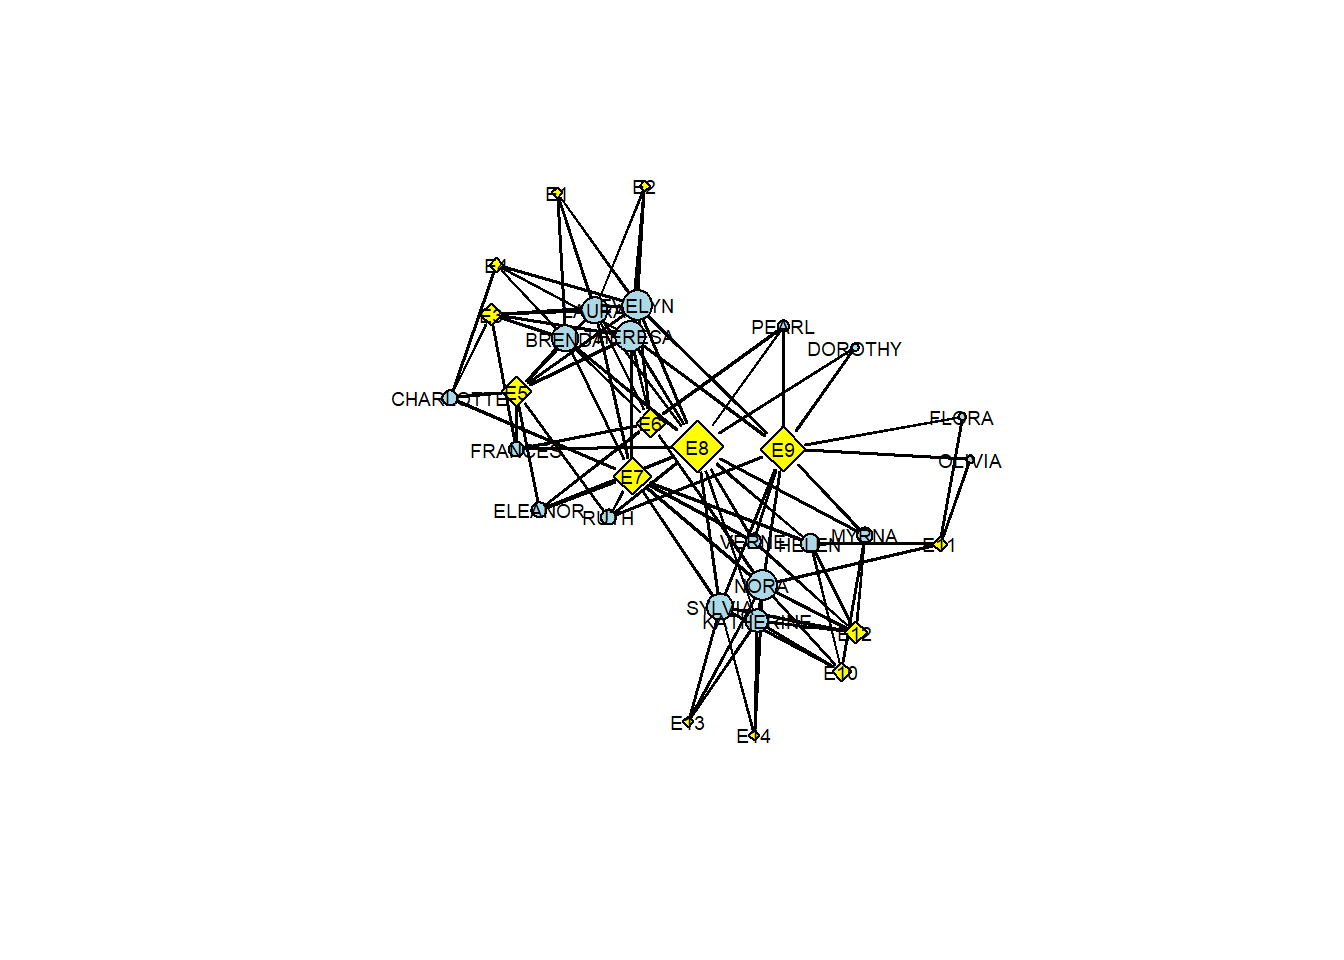 E1
E2
E4
E3
LAURA
EVELYN
BRENDA
THERESA
PEARL
DOROTHY
CHARLOTTE
E5
E6
FLORA
FRANCES
E8
E9
OLIVIA
E7
ELEANOR
RUTH
VERNE
HELEN
MYRNA
E11
NORA
SYLVIA
KATHERINE
E12
E10
E13
E14